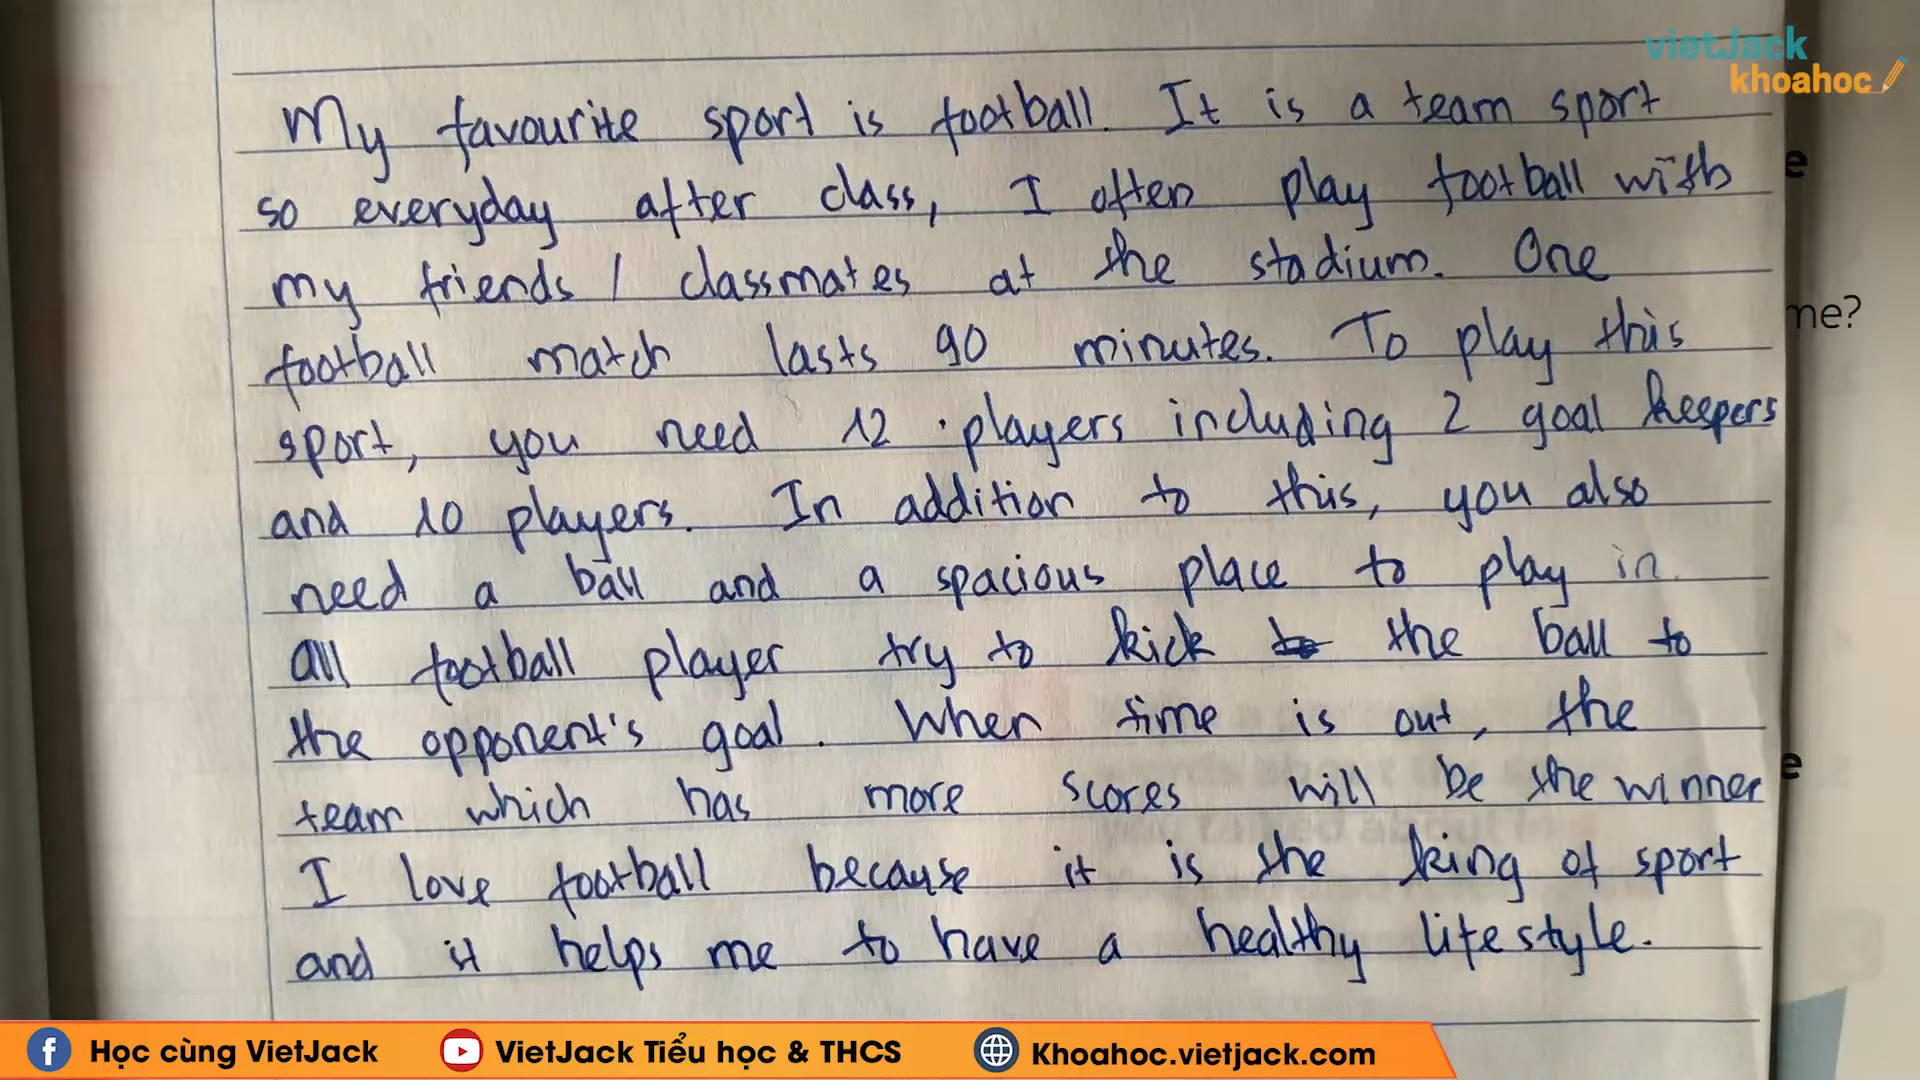 vietJack
khoahoc
My favourite sport is football. It is a team sport
so everyday after class, I often play football with
my friends / classmates at the stadium. One
football match lasts 90 minutes. To play this
sport, you need 12 players including 2 goal keepers
and 10 players. In addition to this, you also
need a ball and a spacious place to play in.
all football player try to kick the ball to
the opponent's goal. When time is out, the
team which has more scores will be the winner
I love football because it is the king of sport
and it helps me to have a healthy lifestyle.
e
me?
e
Học cùng VietJack
VietJack Tiểu học & THCS
Khoahoc.vietjack.com